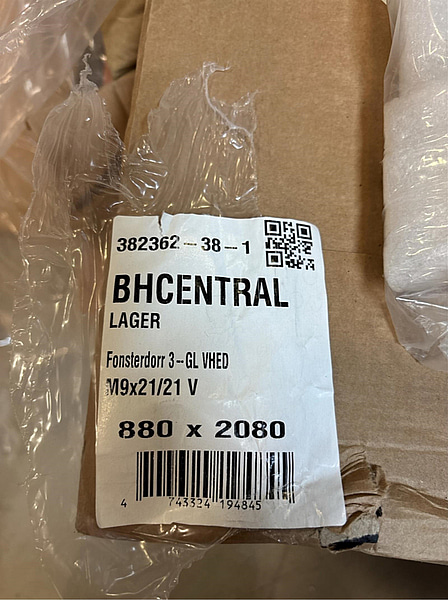 382362-38-1
BHCENTRAL
LAGER
Fonsterdorr 3-GL VHED
M9x21/21 V
880 x 2080
4 743324 194845